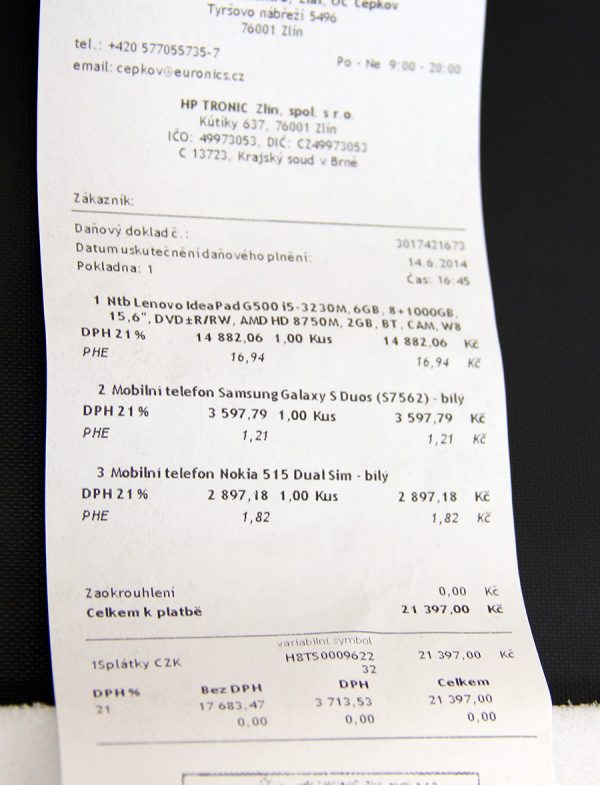 Zlín, OC Čepkov
Tyršovo nábřeží 5496
76001 Zlín
tel.: +420 577055735-7
Po - Ne 9:00 - 20:00
email: cepkov@euronics.cz
HP TRONIC Zlín, spol. s r.o.
Kútiky 637, 76001 Zlín
IČO: 49973053, DIČ: CZ49973053
C 13723, Krajský soud v Brně
Zákazník:
Daňový doklad č.: 3017421673
Datum uskutečnění daňového plnění: 14.6.2014
Pokladna: 1 Čas: 16:45
1 Ntb Lenovo IdeaPad G500 i5-3230M, 6GB, 8+1000GB,
15,6", DVD±R/RW, AMD HD 8750M, 2GB, BT, CAM, W8
DPH 21% 14 882,06 1,00 Kus 14 882,06 Kč
PHE 16,94 16,94 Kč
2 Mobilní telefon Samsung Galaxy S Duos (S7562) - bílý
DPH 21% 3 597,79 1,00 Kus 3 597,79 Kč
PHE 1,21 1,21 Kč
3 Mobilní telefon Nokia 515 Dual Sim - bílý
DPH 21% 2 897,18 1,00 Kus 2 897,18 Kč
PHE 1,82 1,82 Kč
Zaokrouhlení 0,00 Kč
Celkem k platbě 21 397,00 Kč
variabilní symbol
1Splátky CZK H8TS0009622 21 397,00 Kč
32
DPH % Bez DPH DPH Celkem
21 17 683,47 3 713,53 21 397,00
0,00 0,00 0,00